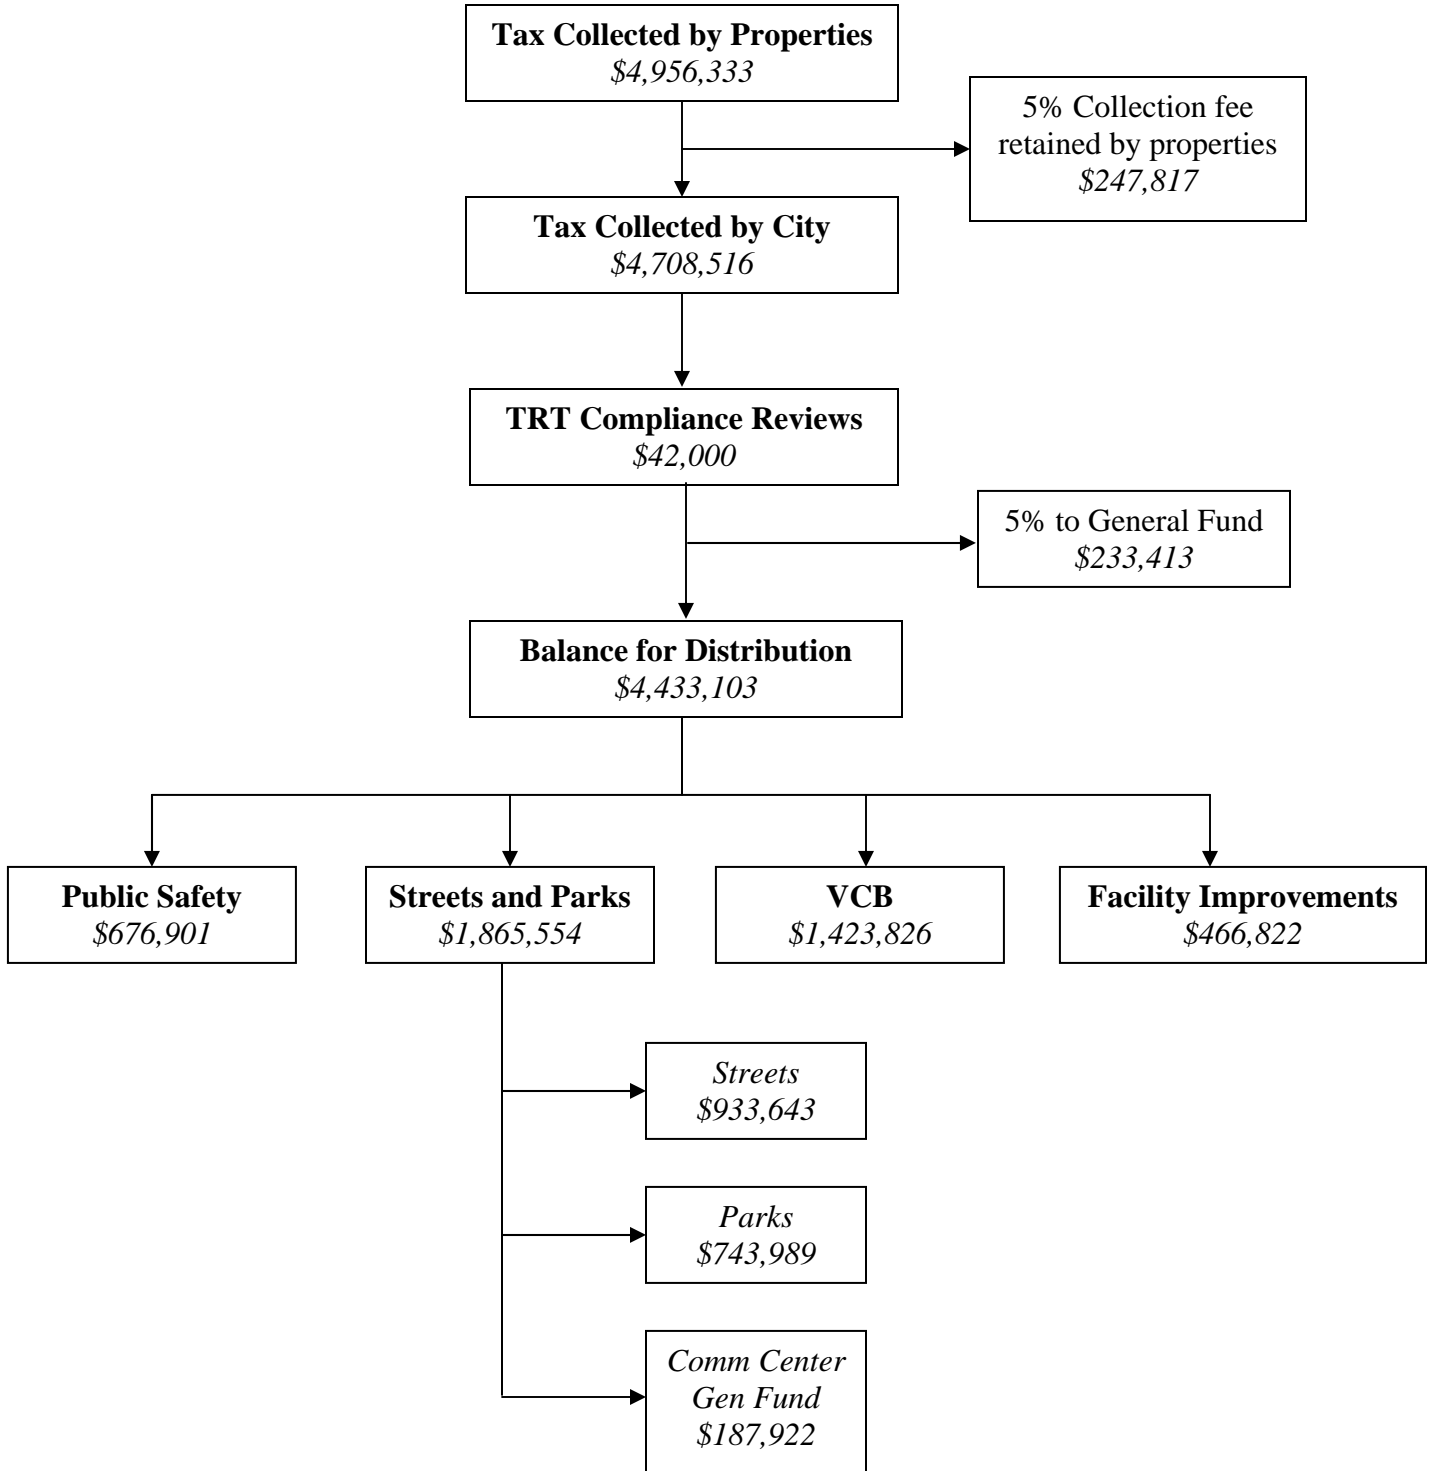 Tax Collected by Properties
$4,956,333
5% Collection fee
retained by properties
$247,817
Tax Collected by City
$4,708,516
TRT Compliance Reviews
$42,000
5% to General Fund
$233,413
Balance for Distribution
$4,433,103
Public Safety
$676,901
Streets and Parks
$1,865,554
VCB
$1,423,826
Facility Improvements
$466,822
Streets
$933,643
Parks
$743,989
Comm Center
Gen Fund
$187,922